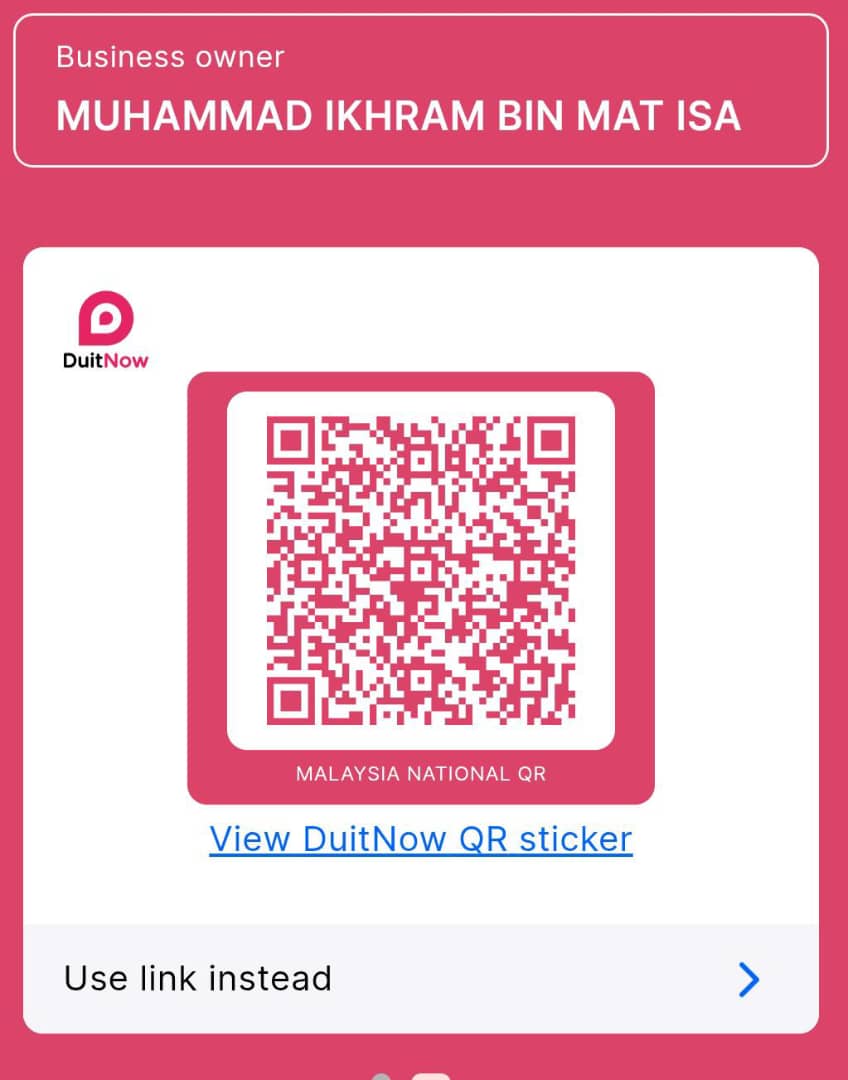 Business owner
MUHAMMAD IKHRAM BIN MAT ISA
DuitNow
MALAYSIA NATIONAL QR
View DuitNow QR sticker
Use link instead